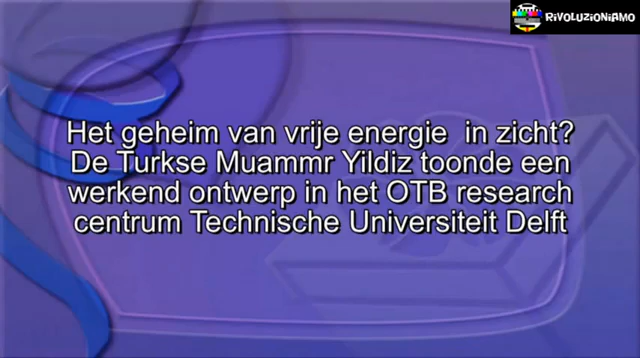 RiVOLUZiONiAMO
Het geheim van vrije energie in zicht?
De Turkse Muammr Yildiz toonde een
werkend ontwerp in het OTB research
centrum Technische Universiteit Delft